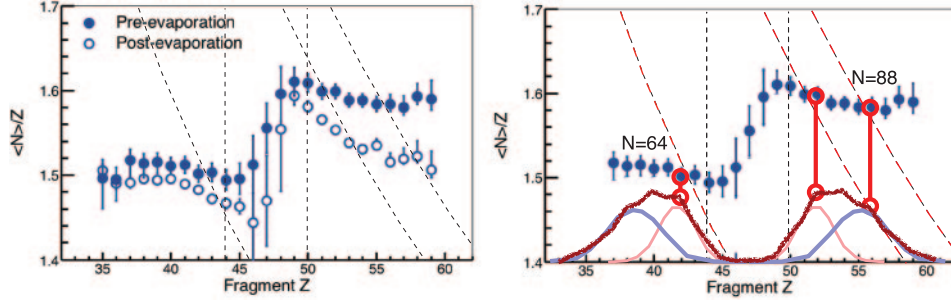 1.7
1.6
1.5
1.4
<N>/Z
Pre-evaporation
Post-evaporation
35 40 45 50 55 60
Fragment Z
1.7
1.6
1.5
1.4
<N>/Z
N=64
N=88
35 40 45 50 55 60
Fragment Z